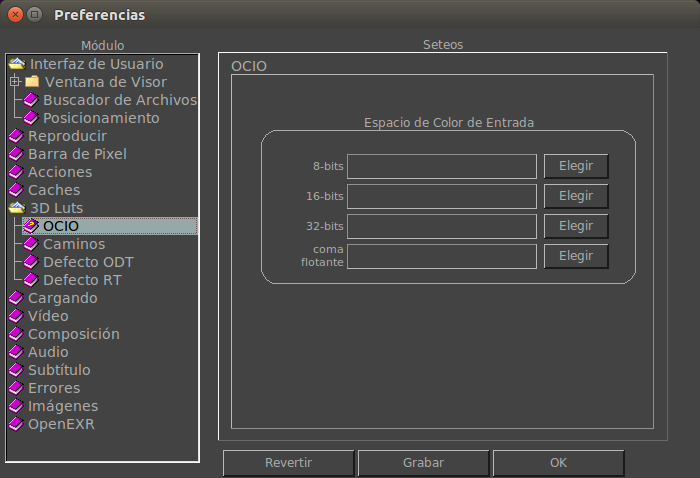 Preferencias
Módulo
Interfaz de Usuario
Ventana de Visor
Buscador de Archivos
Posicionamiento
Reproducir
Barra de Pixel
Acciones
Caches
3D Luts
OCIO
Caminos
Defecto ODT
Defecto RT
Cargando
Vídeo
Composición
Audio
Subtítulo
Errores
Imágenes
OpenEXR
Seteos
OCIO
Espacio de Color de Entrada
8-bits Elegir
16-bits Elegir
32-bits Elegir
coma
flotante Elegir
Revertir Grabar OK